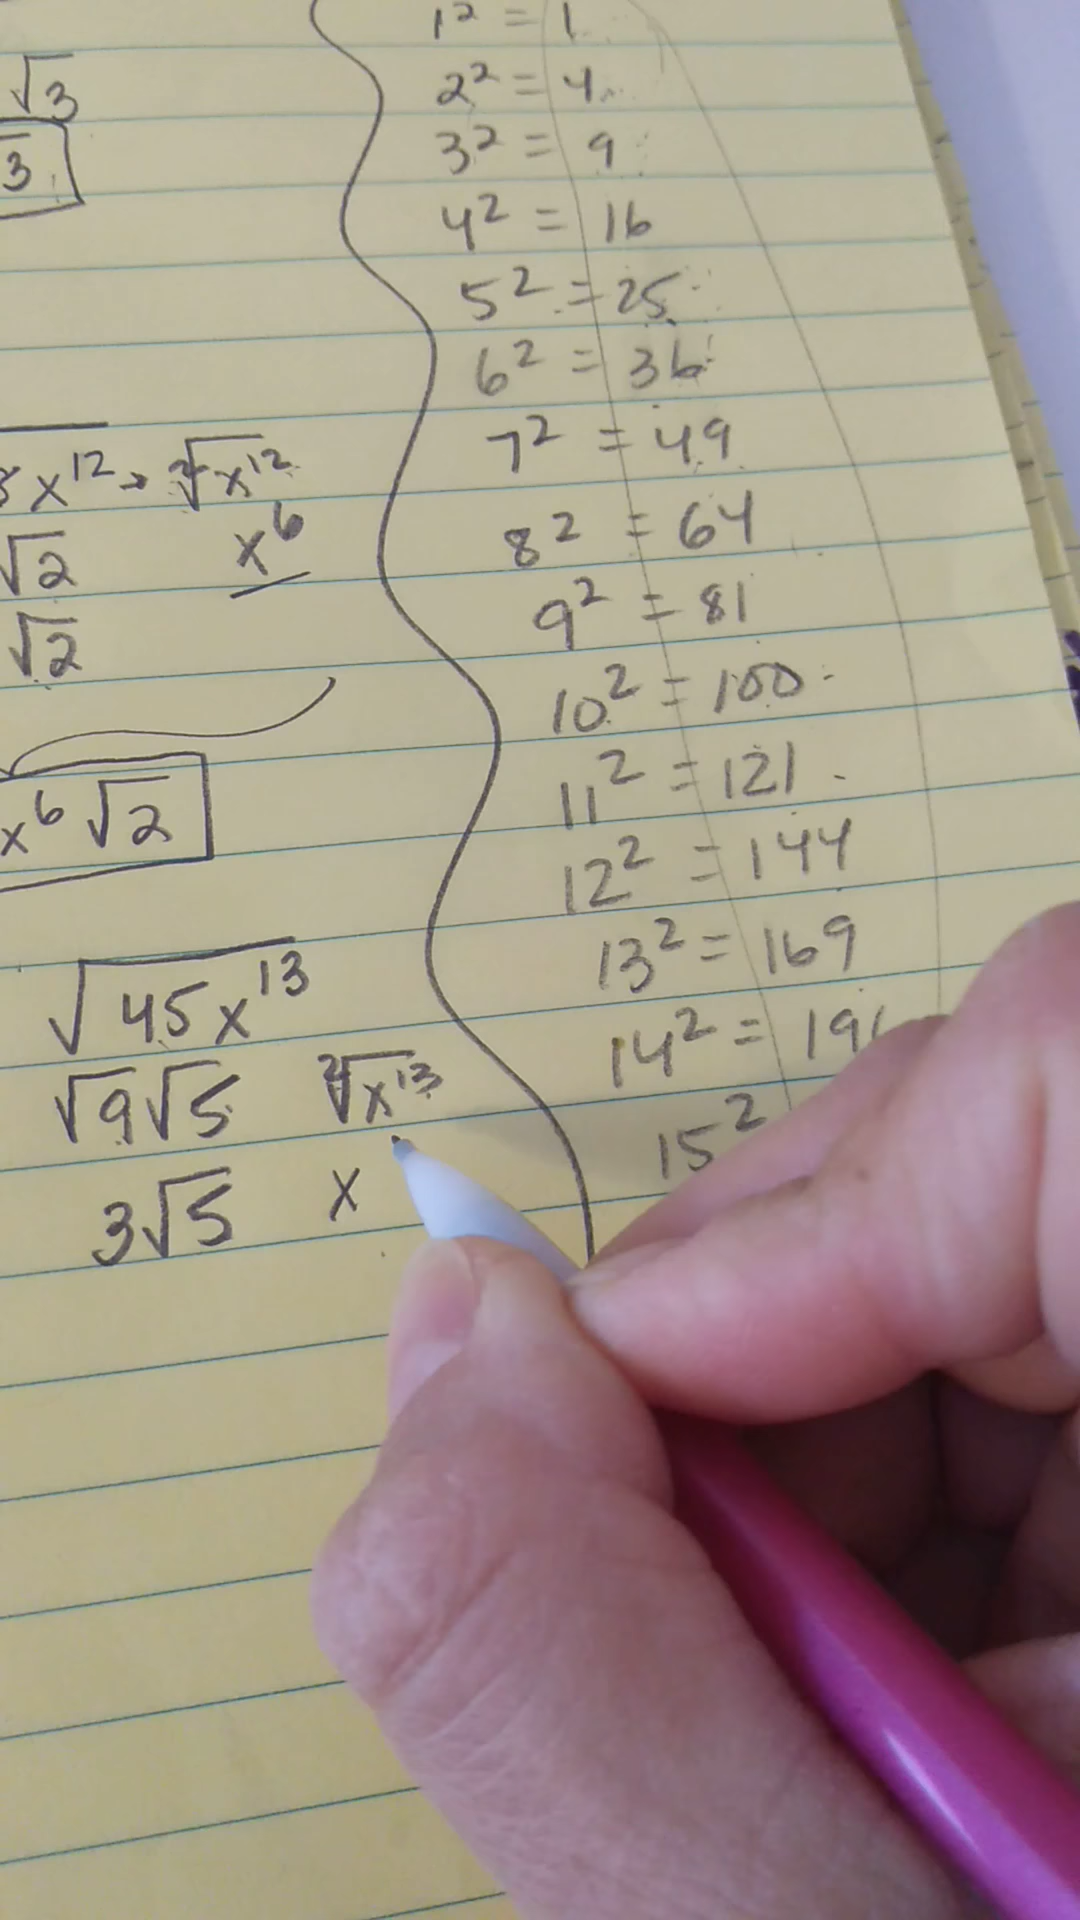 √3
3
3x¹² → ²√x¹²
√2 x⁶
√2
x⁶√2
√45x¹³
√9√5 ²√x¹³
3√5 x
1² = 1
2² = 4
3² = 9
4² = 16
5² = 25
6² = 36
7² = 49
8² = 64
9² = 81
10² = 100
11² = 121
12² = 144
13² = 169
14² = 19
15²